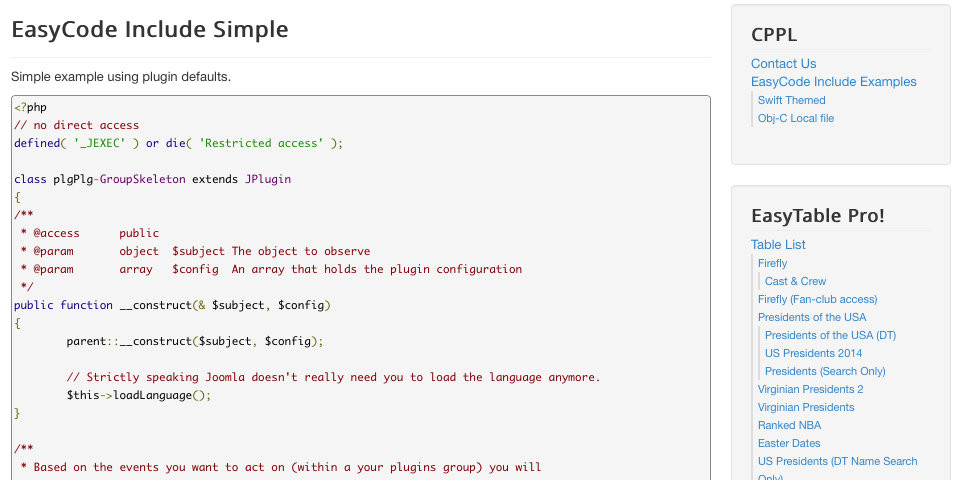 EasyCode Include Simple
Simple example using plugin defaults.
<?php
// no direct access
defined( '_JEXEC' ) or die( 'Restricted access' );
class plgPlg-GroupSkeleton extends JPlugin
{
/**
 * @access      public
 * @param       object  $subject The object to observe
 * @param       array   $config  An array that holds the plugin configuration
 */
public function __construct(& $subject, $config)
{
        parent::__construct($subject, $config);
        // Strictly speaking Joomla doesn't really need you to load the language anymore.
        $this->loadLanguage();
}
/**
 * Based on the events you want to act on (within a your plugins group) you will
CPPL
Contact Us
EasyCode Include Examples
Swift Themed
Obj-C Local file
EasyTable Pro!
Table List
Firefly
Cast & Crew
Firefly (Fan-club access)
Presidents of the USA
Presidents of the USA (DT)
US Presidents 2014
Presidents (Search Only)
Virginian Presidents 2
Virginian Presidents
Ranked NBA
Easter Dates
US Presidents (DT Name Search
Only)